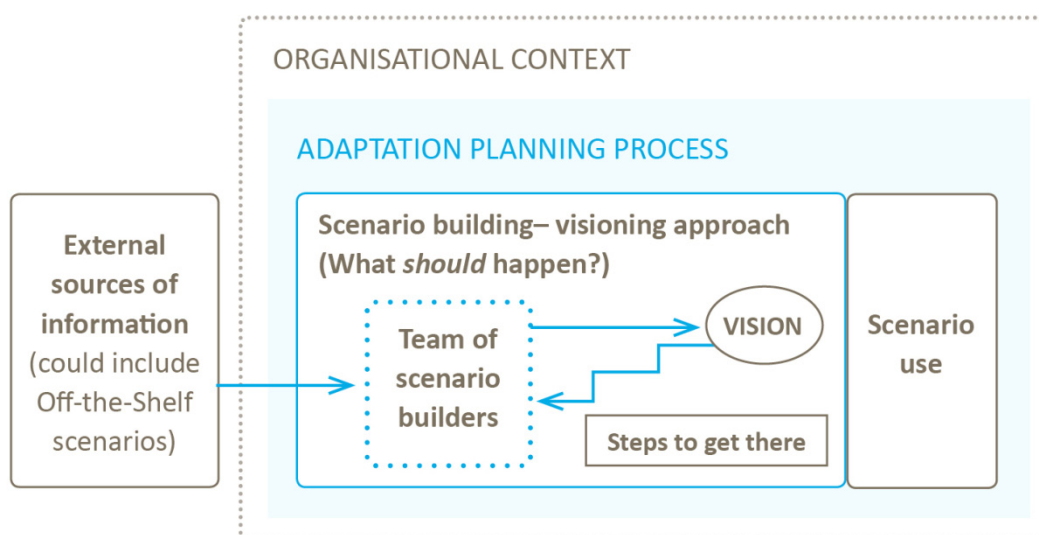 ORGANISATIONAL CONTEXT
ADAPTATION PLANNING PROCESS
External
sources of
information
(could include
Off-the-Shelf
scenarios)
Scenario building– visioning approach
(What should happen?)
Team of
scenario
builders
VISION
Steps to get there
Scenario
use